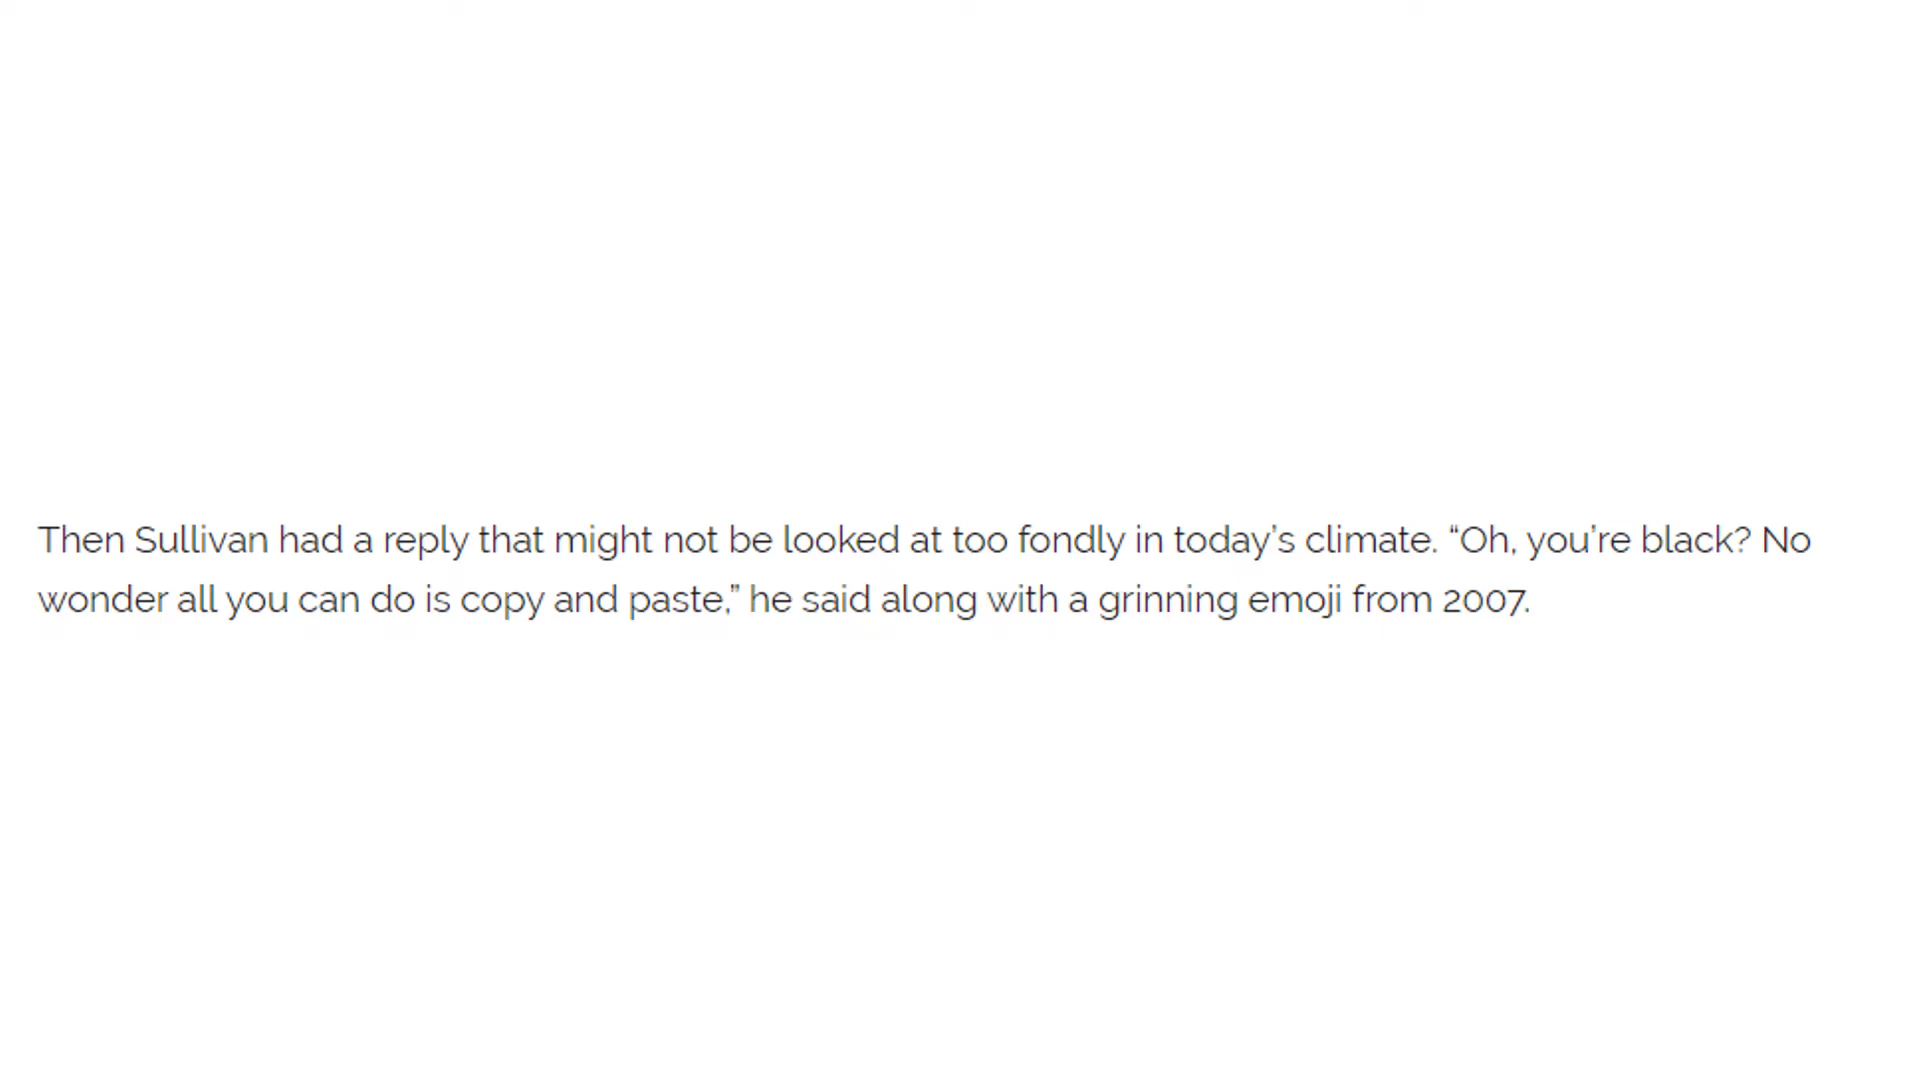 Then Sullivan had a reply that might not be looked at too fondly in today’s climate. “Oh, you’re black? No
wonder all you can do is copy and paste,” he said along with a grinning emoji from 2007.